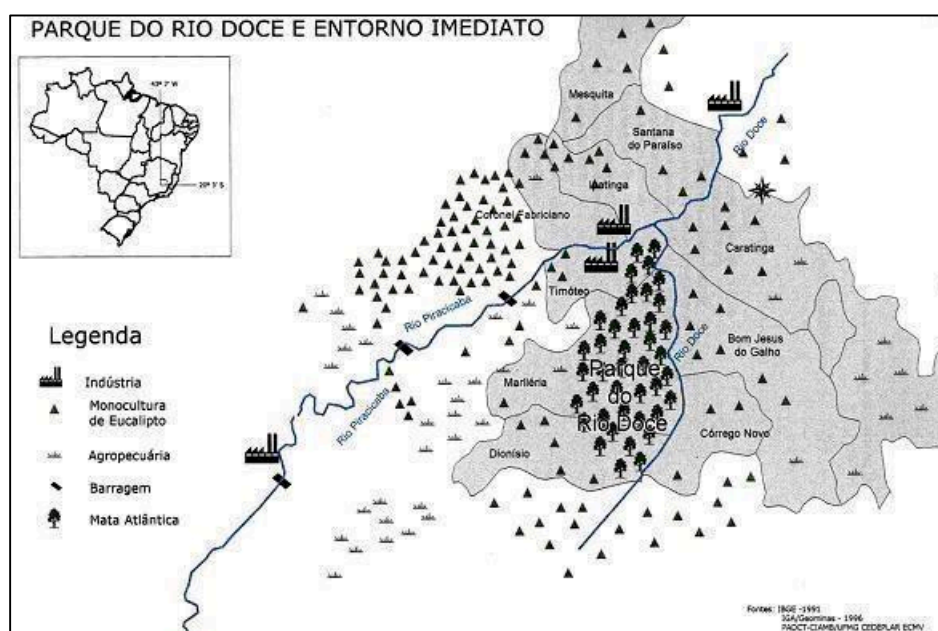 PARQUE DO RIO DOCE E ENTORNO IMEDIATO
20º 5' S
Mesquita
Santana
do Paraíso
Rio Doce
Ipatinga
Coronel Fabriciano
Caratinga
Timóteo
Rio Piracicaba
Rio Doce
Bom Jesus
do Galho
Marliéria
Parque
do
Rio Doce
Rio Piracicaba
Córrego Novo
Dionísio
Legenda
Indústria
Monocultura
de Eucalipto
Agropecuária
Barragem
Mata Atlântica
Fontes: IBGE -1991
IGA/Geominas - 1996
PADCT-CIAMB/UFMG CEDEPLAR ECMV